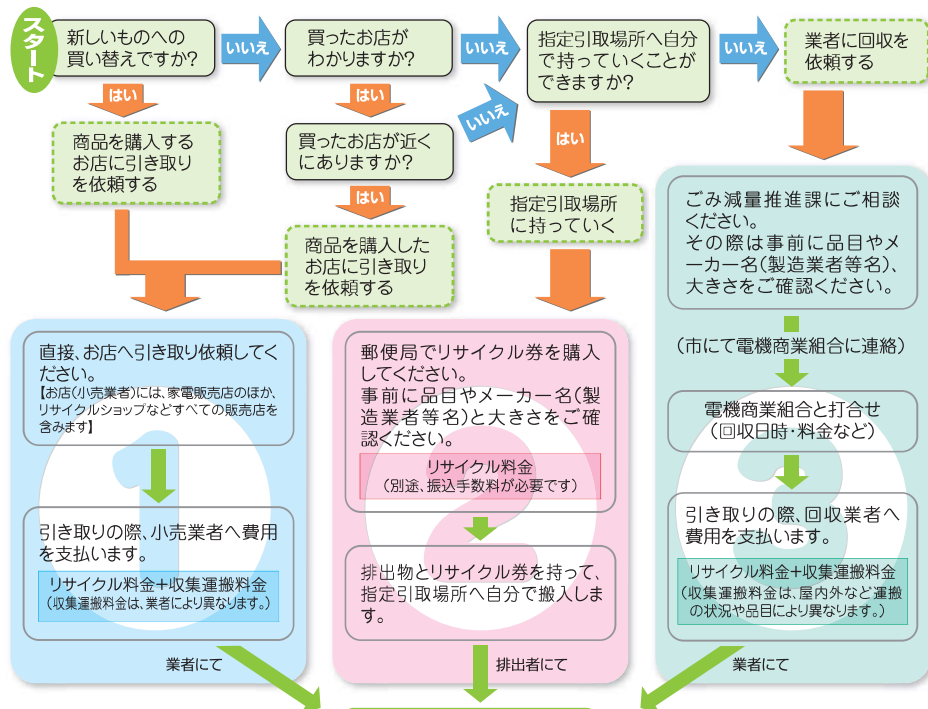 スタート
新しいものへの
買い替えですか?
いいえ
買ったお店が
わかりますか?
いいえ
指定引取場所へ自分
で持っていくことが
できますか?
いいえ
業者に回収を
依頼する
はい
はい
いいえ
はい
商品を購入する
お店に引き取り
を依頼する
買ったお店が近く
にありますか?
はい
指定引取場所
に持っていく
商品を購入した
お店に引き取り
を依頼する
直接、お店へ引き取り依頼してく
ださい。
【お店(小売業者)には、家電販売店のほか、
リサイクルショップなどすべての販売店を
含みます】
引き取りの際、小売業者へ費用
を支払います。
リサイクル料金+収集運搬料金
(収集運搬料金は、業者により異なります。)
業者にて
1
郵便局でリサイクル券を購入
してください。
事前に品目やメーカー名(製
造業者等名)と大きさをご確
認ください。
リサイクル料金
(別途、振込手数料が必要です)
排出物とリサイクル券を持って、
指定引取場所へ自分で搬入しま
す。
排出者にて
2
ごみ減量推進課にご相談
ください。
その際は事前に品目やメ
ーカー名(製造業者等名)、
大きさをご確認ください。
(市にて電機商業組合に連絡)
電機商業組合と打合せ
(回収日時・料金など)
引き取りの際、回収業者へ
費用を支払います。
リサイクル料金+収集運搬料金
(収集運搬料金は、屋内外など運搬
の状況や品目により異なります。)
業者にて
3